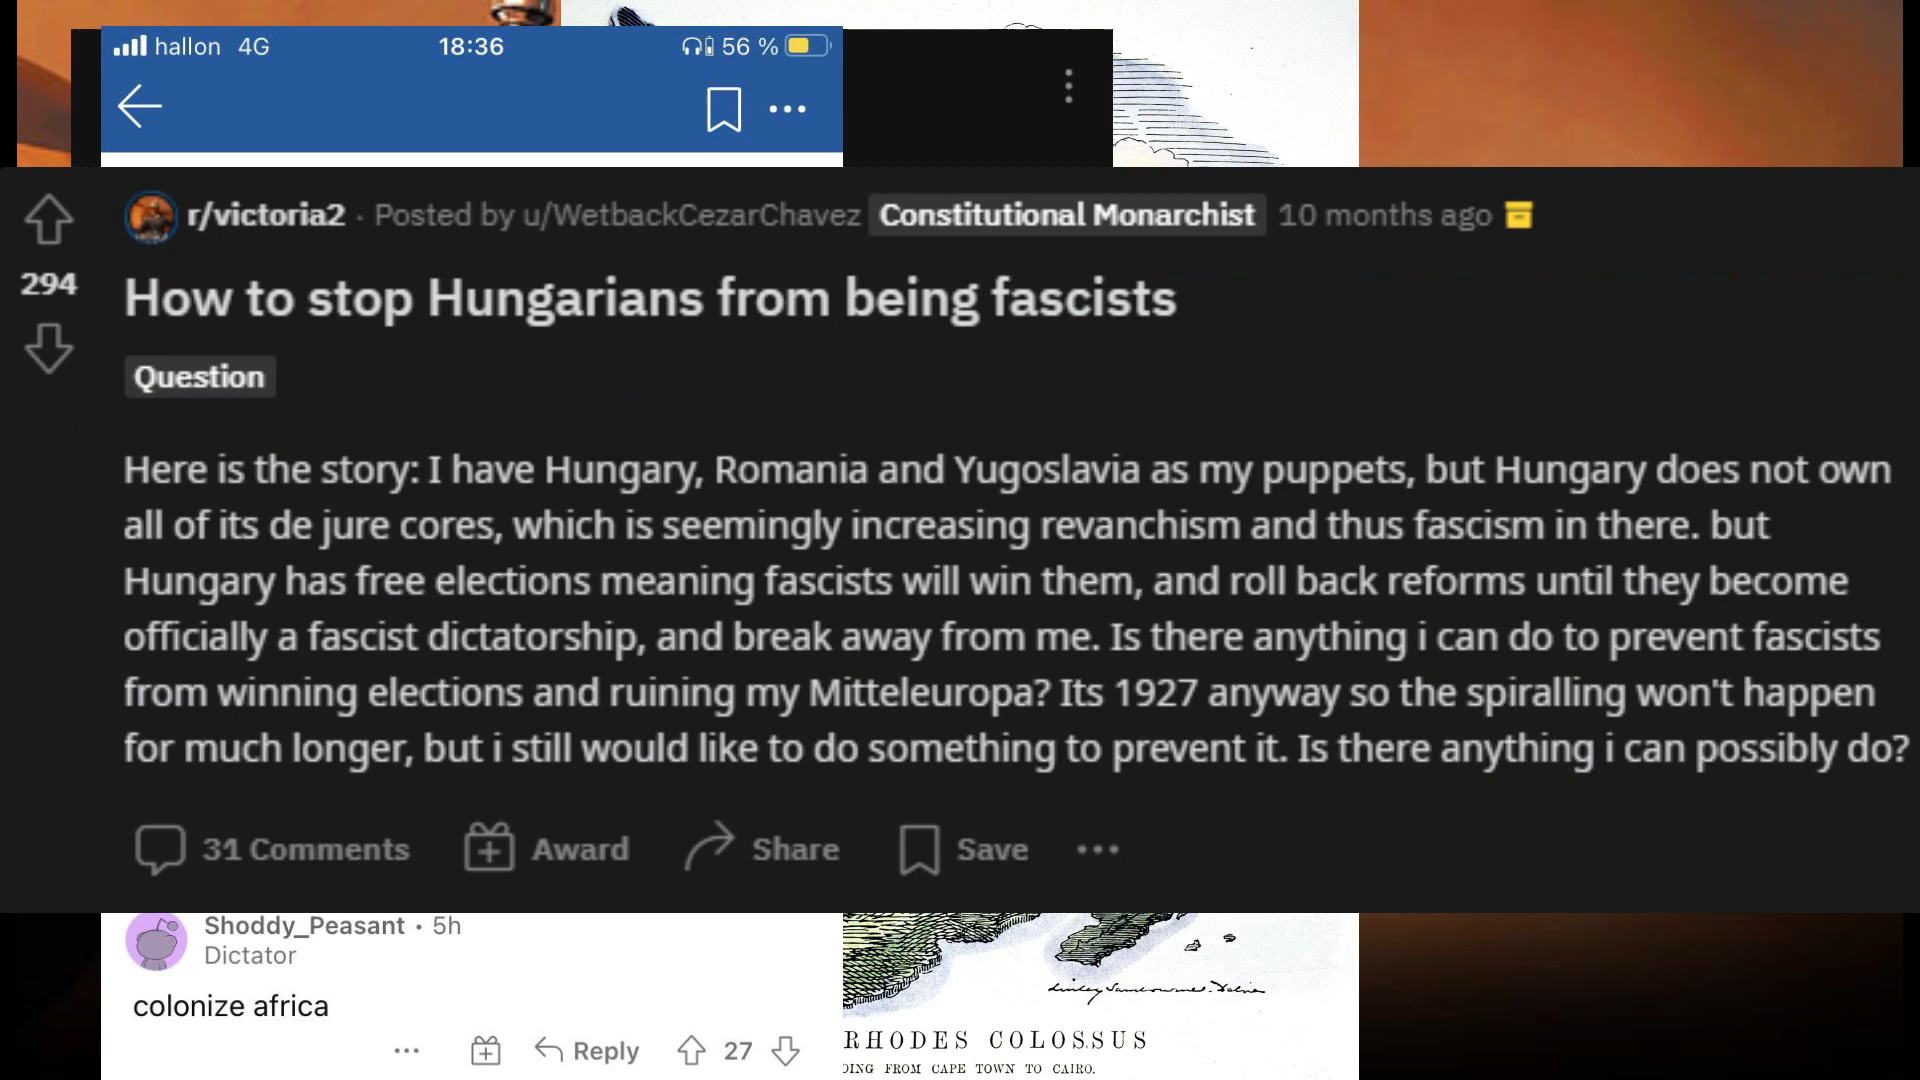 hallon 4G 18:36 56 %
r/victoria2 · Posted by u/WetbackCezarChavez Constitutional Monarchist 10 months ago
294
How to stop Hungarians from being fascists
Question
Here is the story: I have Hungary, Romania and Yugoslavia as my puppets, but Hungary does not own
all of its de jure cores, which is seemingly increasing revanchism and thus fascism in there. but
Hungary has free elections meaning fascists will win them, and roll back reforms until they become
officially a fascist dictatorship, and break away from me. Is there anything i can do to prevent fascists
from winning elections and ruining my Mitteleuropa? Its 1927 anyway so the spiralling won't happen
for much longer, but i still would like to do something to prevent it. Is there anything i can possibly do?
31 Comments Award Share Save
Shoddy_Peasant · 5h
Dictator
colonize africa
Reply 27
RHODES COLOSSUS
DING FROM CAPE TOWN TO CAIRO.